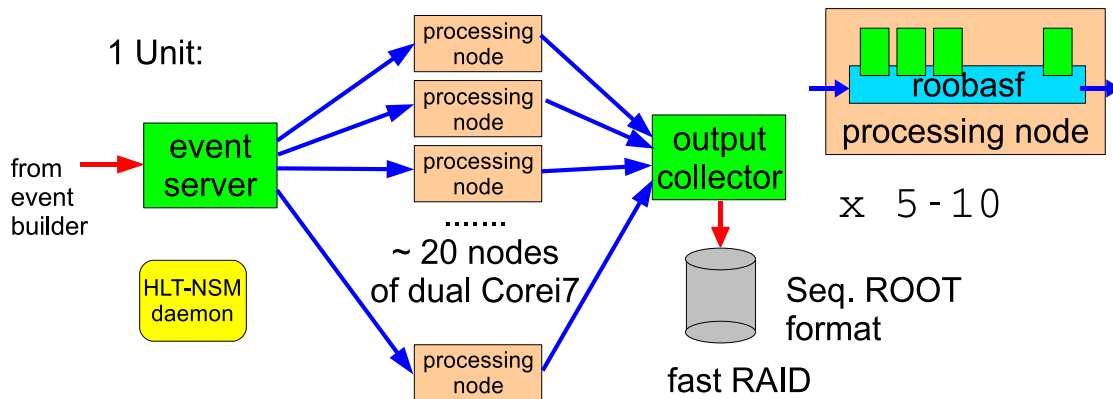 1 Unit:
from
event
builder
event
server
HLT-NSM
daemon
processing
node
processing
node
processing
node
.......
~ 20 nodes
of dual Corei7
processing
node
output
collector
Seq. ROOT
format
fast RAID
roobasf
processing node
x 5-10